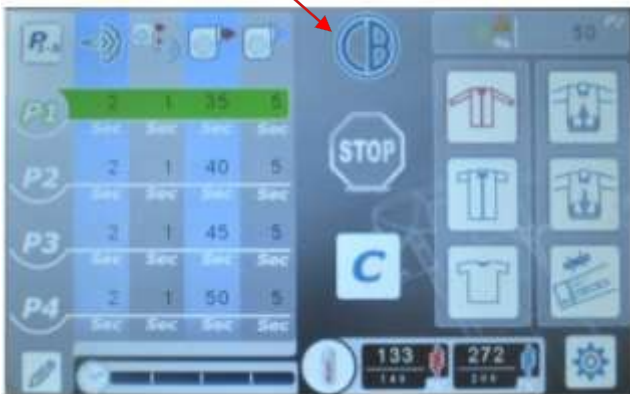 50
P1 2 1 35 5
Sec Sec Sec Sec
CB
STOP
P2 2 1 40 5
Sec Sec Sec Sec
P3 2 1 45 5
Sec Sec Sec Sec
C
P4 2 1 50 5
Sec Sec Sec Sec
133 272